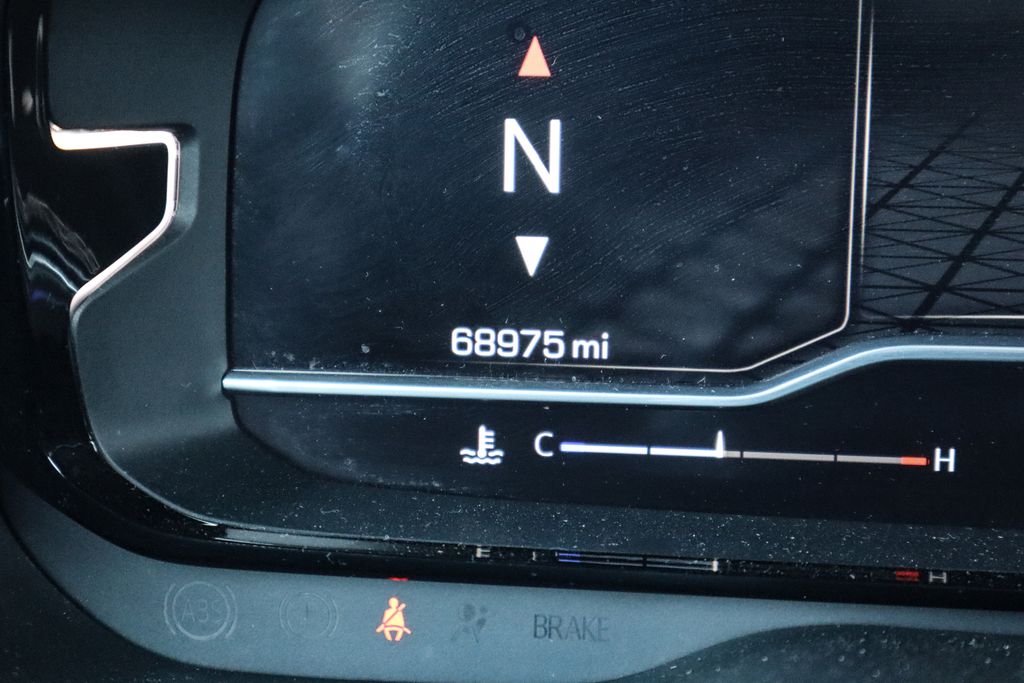 N
68975 mi
C H
H
ABS BRAKE